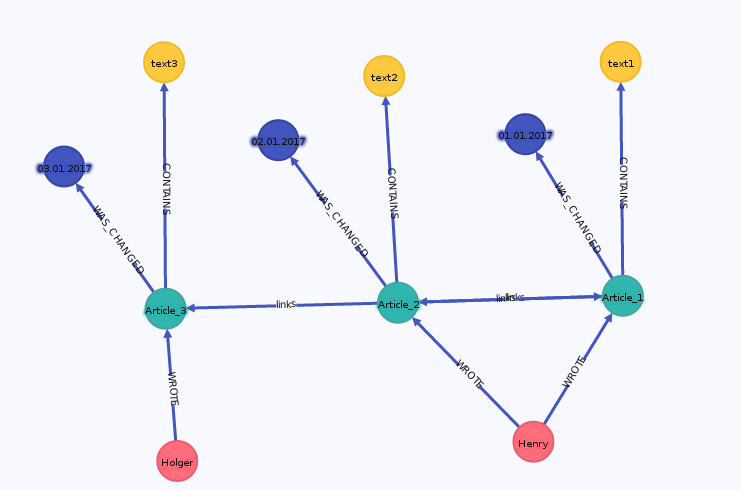 text3
text2
text1
03.01.2017
02.01.2017
01.01.2017
WAS_CHANGED
CONTAINS
WAS_CHANGED
CONTAINS
WAS_CHANGED
CONTAINS
Article_3
links
Article_2
links
links
Article_1
WROTE
WROTE
WROTE
Holger
Henry